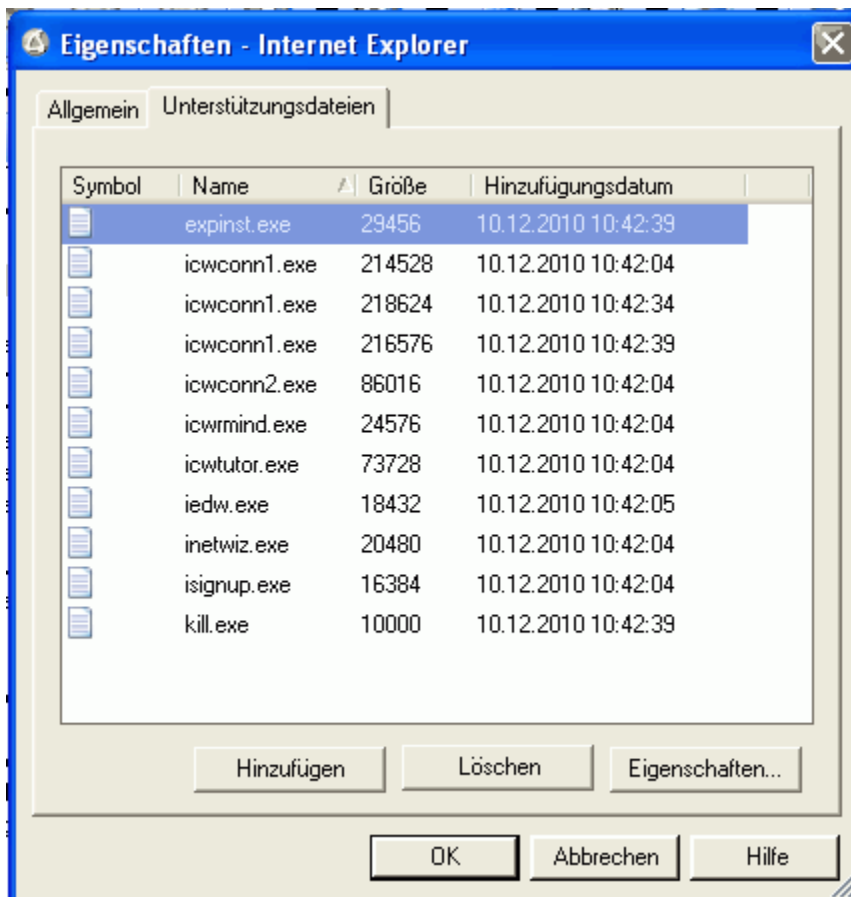 Eigenschaften - Internet Explorer
Allgemein Unterstützungsdateien
Symbol Name Größe Hinzufügungsdatum
expinst.exe 29456 10.12.2010 10:42:39
icwconn1.exe 214528 10.12.2010 10:42:04
icwconn1.exe 218624 10.12.2010 10:42:34
icwconn1.exe 216576 10.12.2010 10:42:39
icwconn2.exe 86016 10.12.2010 10:42:04
icwrmind.exe 24576 10.12.2010 10:42:04
icwtutor.exe 73728 10.12.2010 10:42:04
iedw.exe 18432 10.12.2010 10:42:05
inetwiz.exe 20480 10.12.2010 10:42:04
isignup.exe 16384 10.12.2010 10:42:04
kill.exe 10000 10.12.2010 10:42:39
Hinzufügen Löschen Eigenschaften...
OK Abbrechen Hilfe